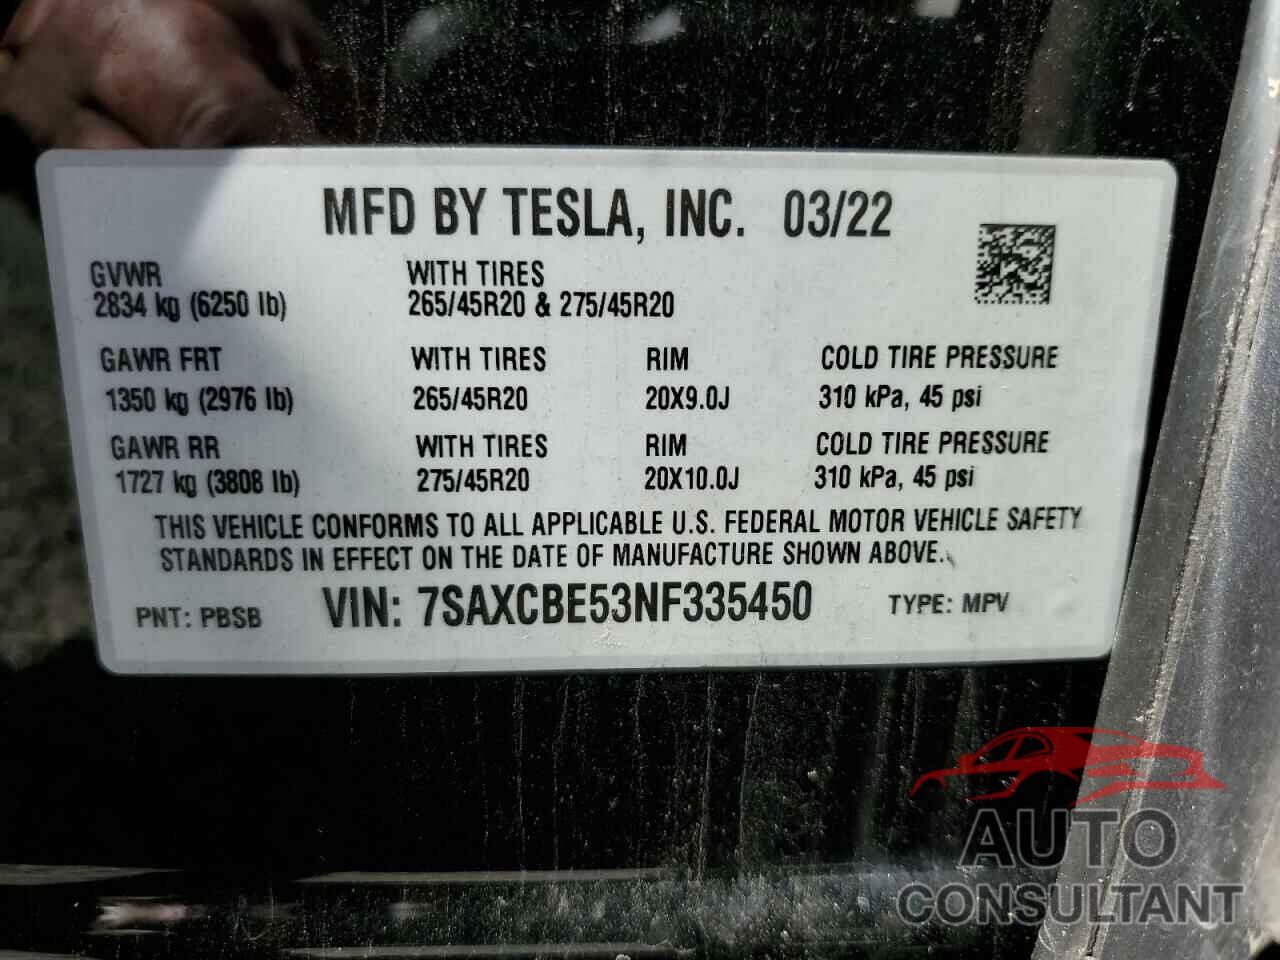 MFD BY TESLA, INC. 03/22
GVWR WITH TIRES
2834 kg (6250 lb) 265/45R20 & 275/45R20
GAWR FRT WITH TIRES RIM COLD TIRE PRESSURE
1350 kg (2976 lb) 265/45R20 20X9.0J 310 kPa, 45 psi
GAWR RR WITH TIRES RIM COLD TIRE PRESSURE
1727 kg (3808 lb) 275/45R20 20X10.0J 310 kPa, 45 psi
THIS VEHICLE CONFORMS TO ALL APPLICABLE U.S. FEDERAL MOTOR VEHICLE SAFETY
STANDARDS IN EFFECT ON THE DATE OF MANUFACTURE SHOWN ABOVE.
PNT: PBSB VIN: 7SAXCBE53NF335450 TYPE: MPV
AUTO
CONSULTANT